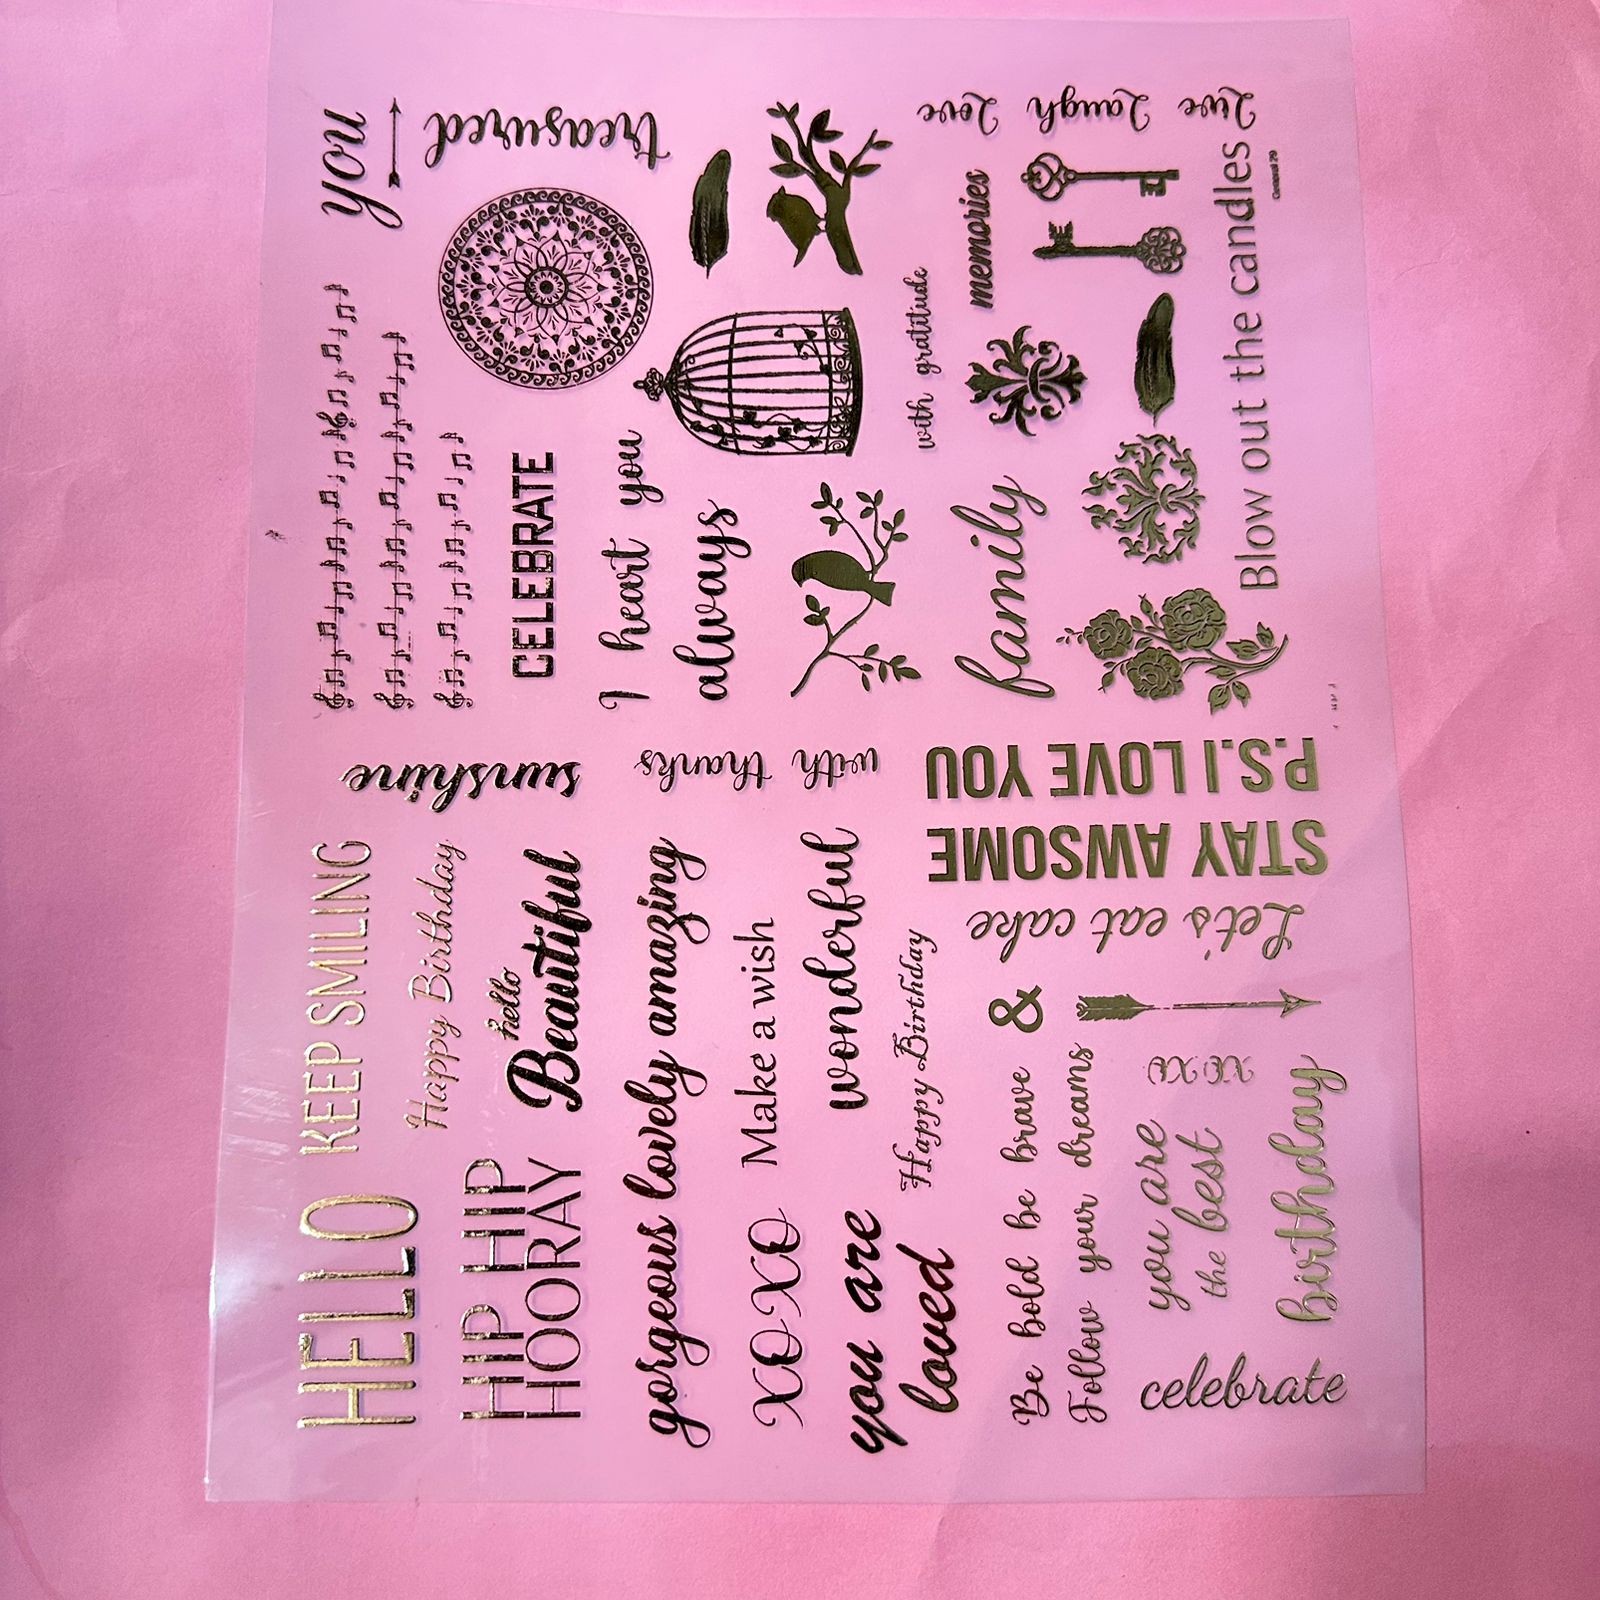 HELLO
KEEP SMILING
Happy Birthday
HIP HIP
HOORAY
hello
Beautiful
sunshine
gorgeous lovely amazing
with thanks
XOXO
Make a wish
wonderful
you are
loved
Happy Birthday
Be bold be brave
&
Follow your dreams
you are
the best
xoxo
celebrate
birthday
Let's eat cake
STAY AWSOME
P.S.I LOVE YOU
you
treasured
CELEBRATE
I heart you
always
with gratitude
memories
family
Live Laugh Love
Blow out the candles